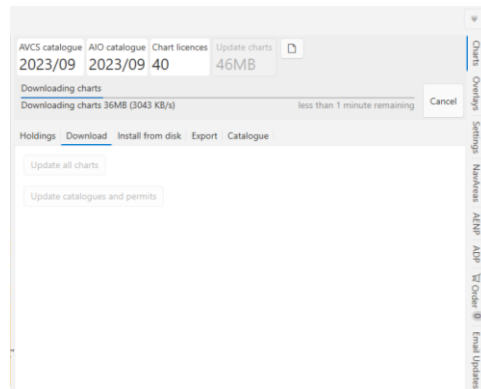 AVCS catalogue AIO catalogue Chart licences Update charts
2023/09 2023/09 40 46MB
Downloading charts
Downloading charts 36MB (3043 KB/s) less than 1 minute remaining Cancel
Holdings Download Install from disk Export Catalogue
Update all charts
Update catalogues and permits
Charts
Overlays
Settings
NavAreas
AENP
ADP
Order 0
Email Updates